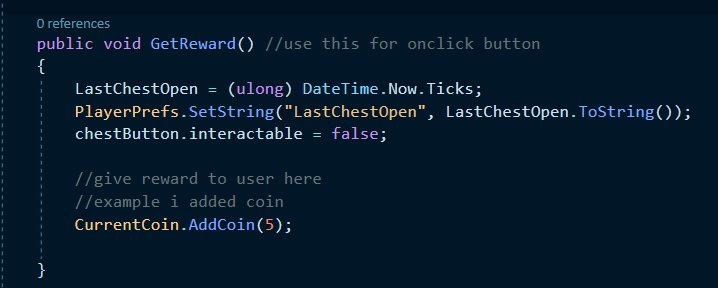 0 references
public void GetReward() //use this for onclick button
{
LastChestOpen = (ulong) DateTime.Now.Ticks;
PlayerPrefs.SetString("LastChestOpen", LastChestOpen.ToString());
chestButton.interactable = false;
//give reward to user here
//example i added coin
CurrentCoin.AddCoin(5);
}